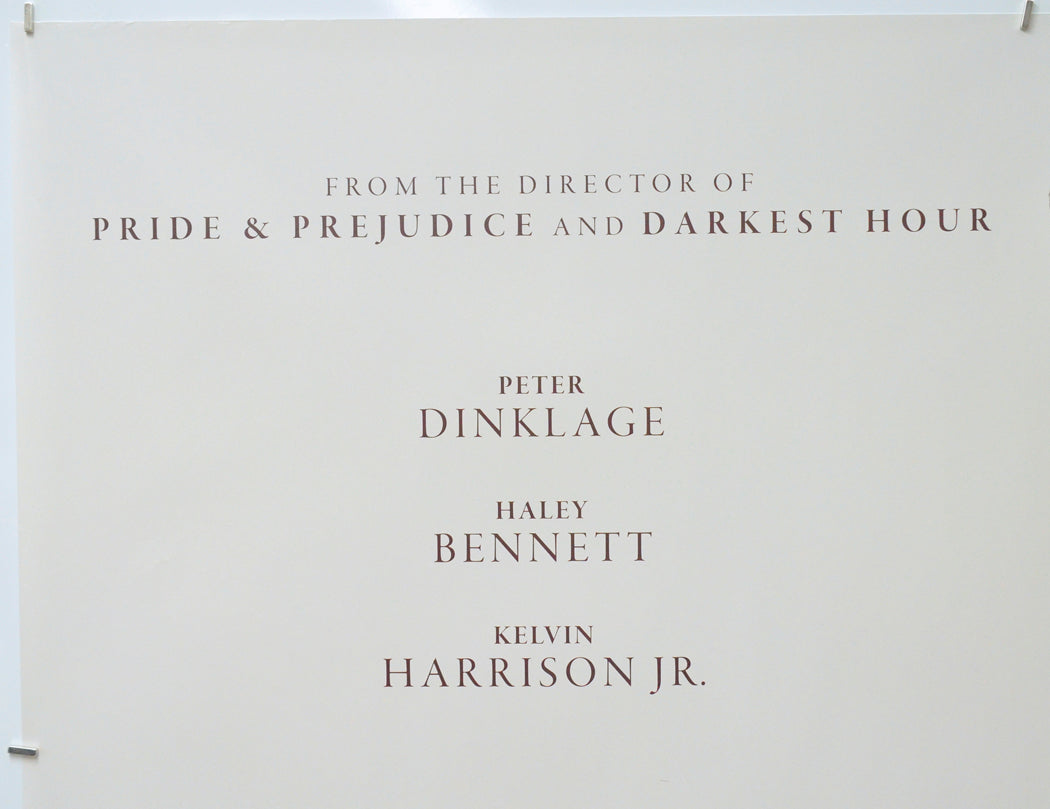 FROM THE DIRECTOR OF
PRIDE & PREJUDICE AND DARKEST HOUR
PETER
DINKLAGE
HALEY
BENNETT
KELVIN
HARRISON JR.